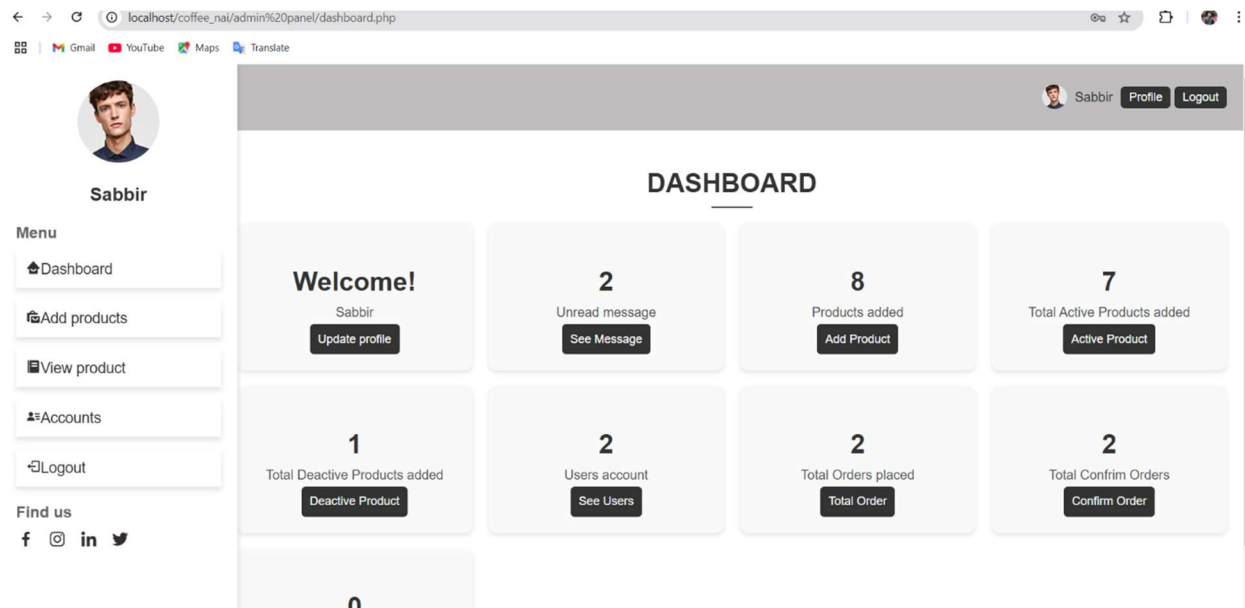 localhost/coffee_nai/admin%20panel/dashboard.php
Gmail YouTube Maps Translate
Sabbir Profile Logout
Sabbir
Menu
Dashboard
Add products
View product
Accounts
Logout
Find us
DASHBOARD
Welcome!
Sabbir
Update profile
2
Unread message
See Message
8
Products added
Add Product
7
Total Active Products added
Active Product
1
Total Deactive Products added
Deactive Product
2
Users account
See Users
2
Total Orders placed
Total Order
2
Total Confrim Orders
Confirm Order
0